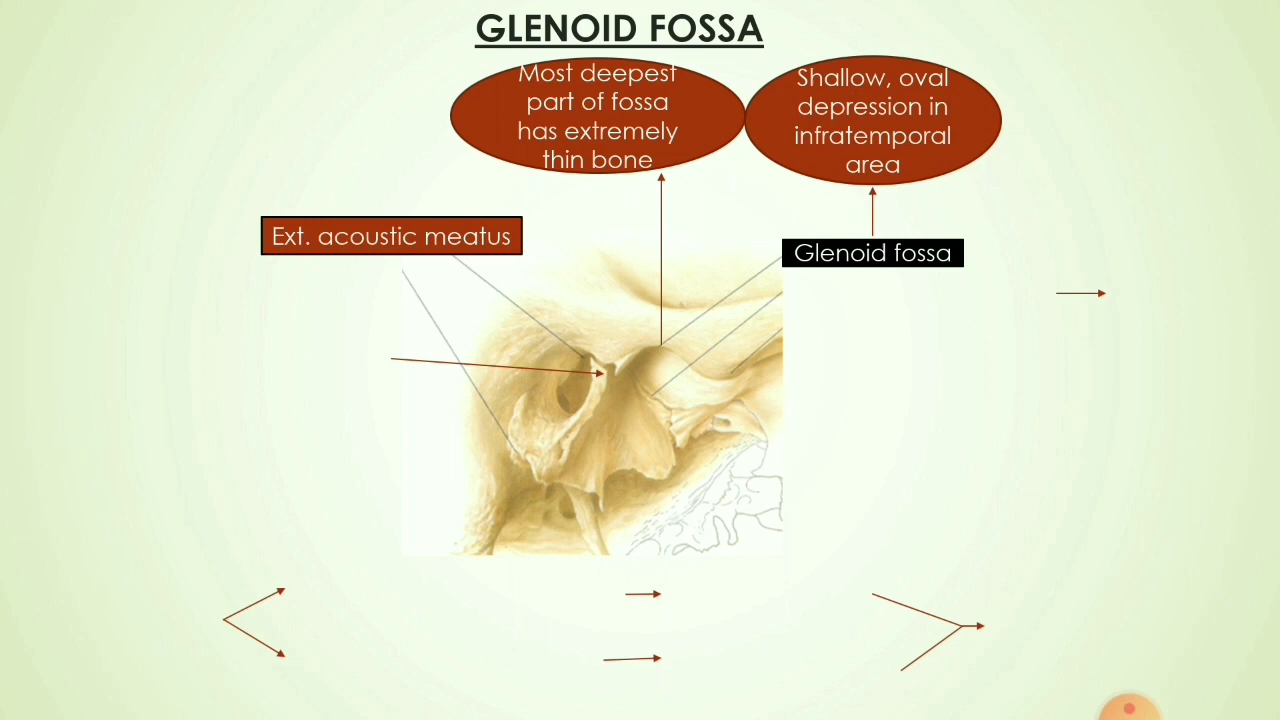 GLENOID FOSSA
Most deepest
part of fossa
has extremely
thin bone
Shallow, oval
depression in
infratemporal
area
Ext. acoustic meatus
Glenoid fossa